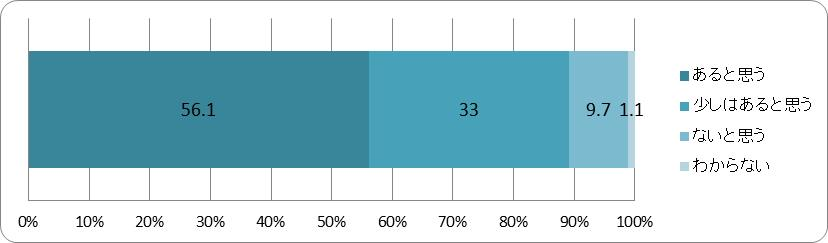 56.1 33 9.7 1.1
0% 10% 20% 30% 40% 50% 60% 70% 80% 90% 100%
あると思う
少しはあると思う
ないと思う
わからない